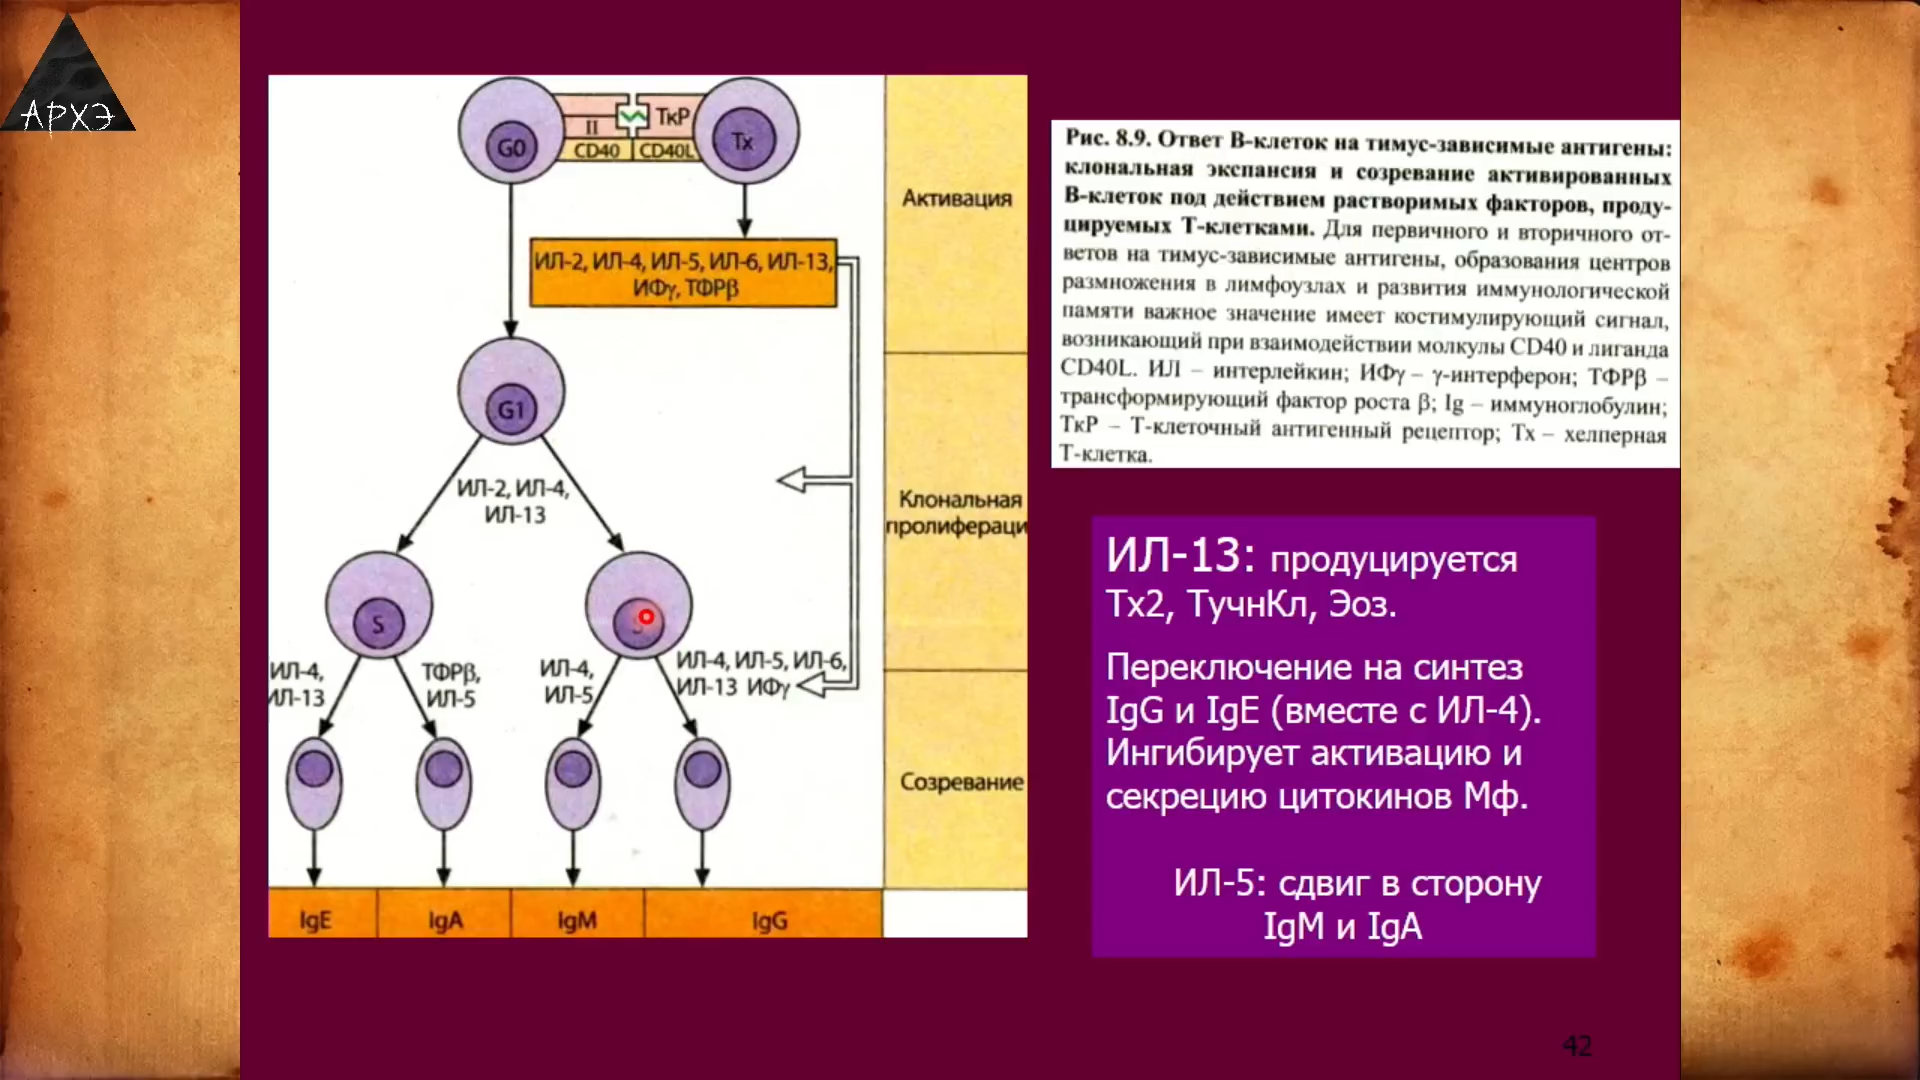 АРХЭ
G0
II
ТкР
Tx
CD40
CD40L
Активация
ИЛ-2, ИЛ-4, ИЛ-5, ИЛ-6, ИЛ-13,
ИФγ, ТФРβ
G1
ИЛ-2, ИЛ-4,
ИЛ-13
Клональная
пролифераци
S
S
ИЛ-4,
ИЛ-13
ТФРβ,
ИЛ-5
ИЛ-4,
ИЛ-5
ИЛ-4, ИЛ-5, ИЛ-6,
ИЛ-13 ИФγ
Созревание
IgE
IgA
IgM
IgG
Рис. 8.9. Ответ В-клеток на тимус-зависимые антигены:
клональная экспансия и созревание активированных
В-клеток под действием растворимых факторов, проду-
цируемых Т-клетками. Для первичного и вторичного от-
ветов на тимус-зависимые антигены, образования центров
размножения в лимфоузлах и развития иммунологической
памяти важное значение имеет костимулирующий сигнал,
возникающий при взаимодействии молкулы CD40 и лиганда
CD40L. ИЛ – интерлейкин; ИФγ – γ-интерферон; ТФРβ –
трансформирующий фактор роста β; Ig – иммуноглобулин;
ТкР – Т-клеточный антигенный рецептор; Тх – хелперная
Т-клетка.
ИЛ-13: продуцируется
Тх2, ТучнКл, Эоз.
Переключение на синтез
IgG и IgE (вместе с ИЛ-4).
Ингибирует активацию и
секрецию цитокинов Мф.
ИЛ-5: сдвиг в сторону
IgM и IgA
42